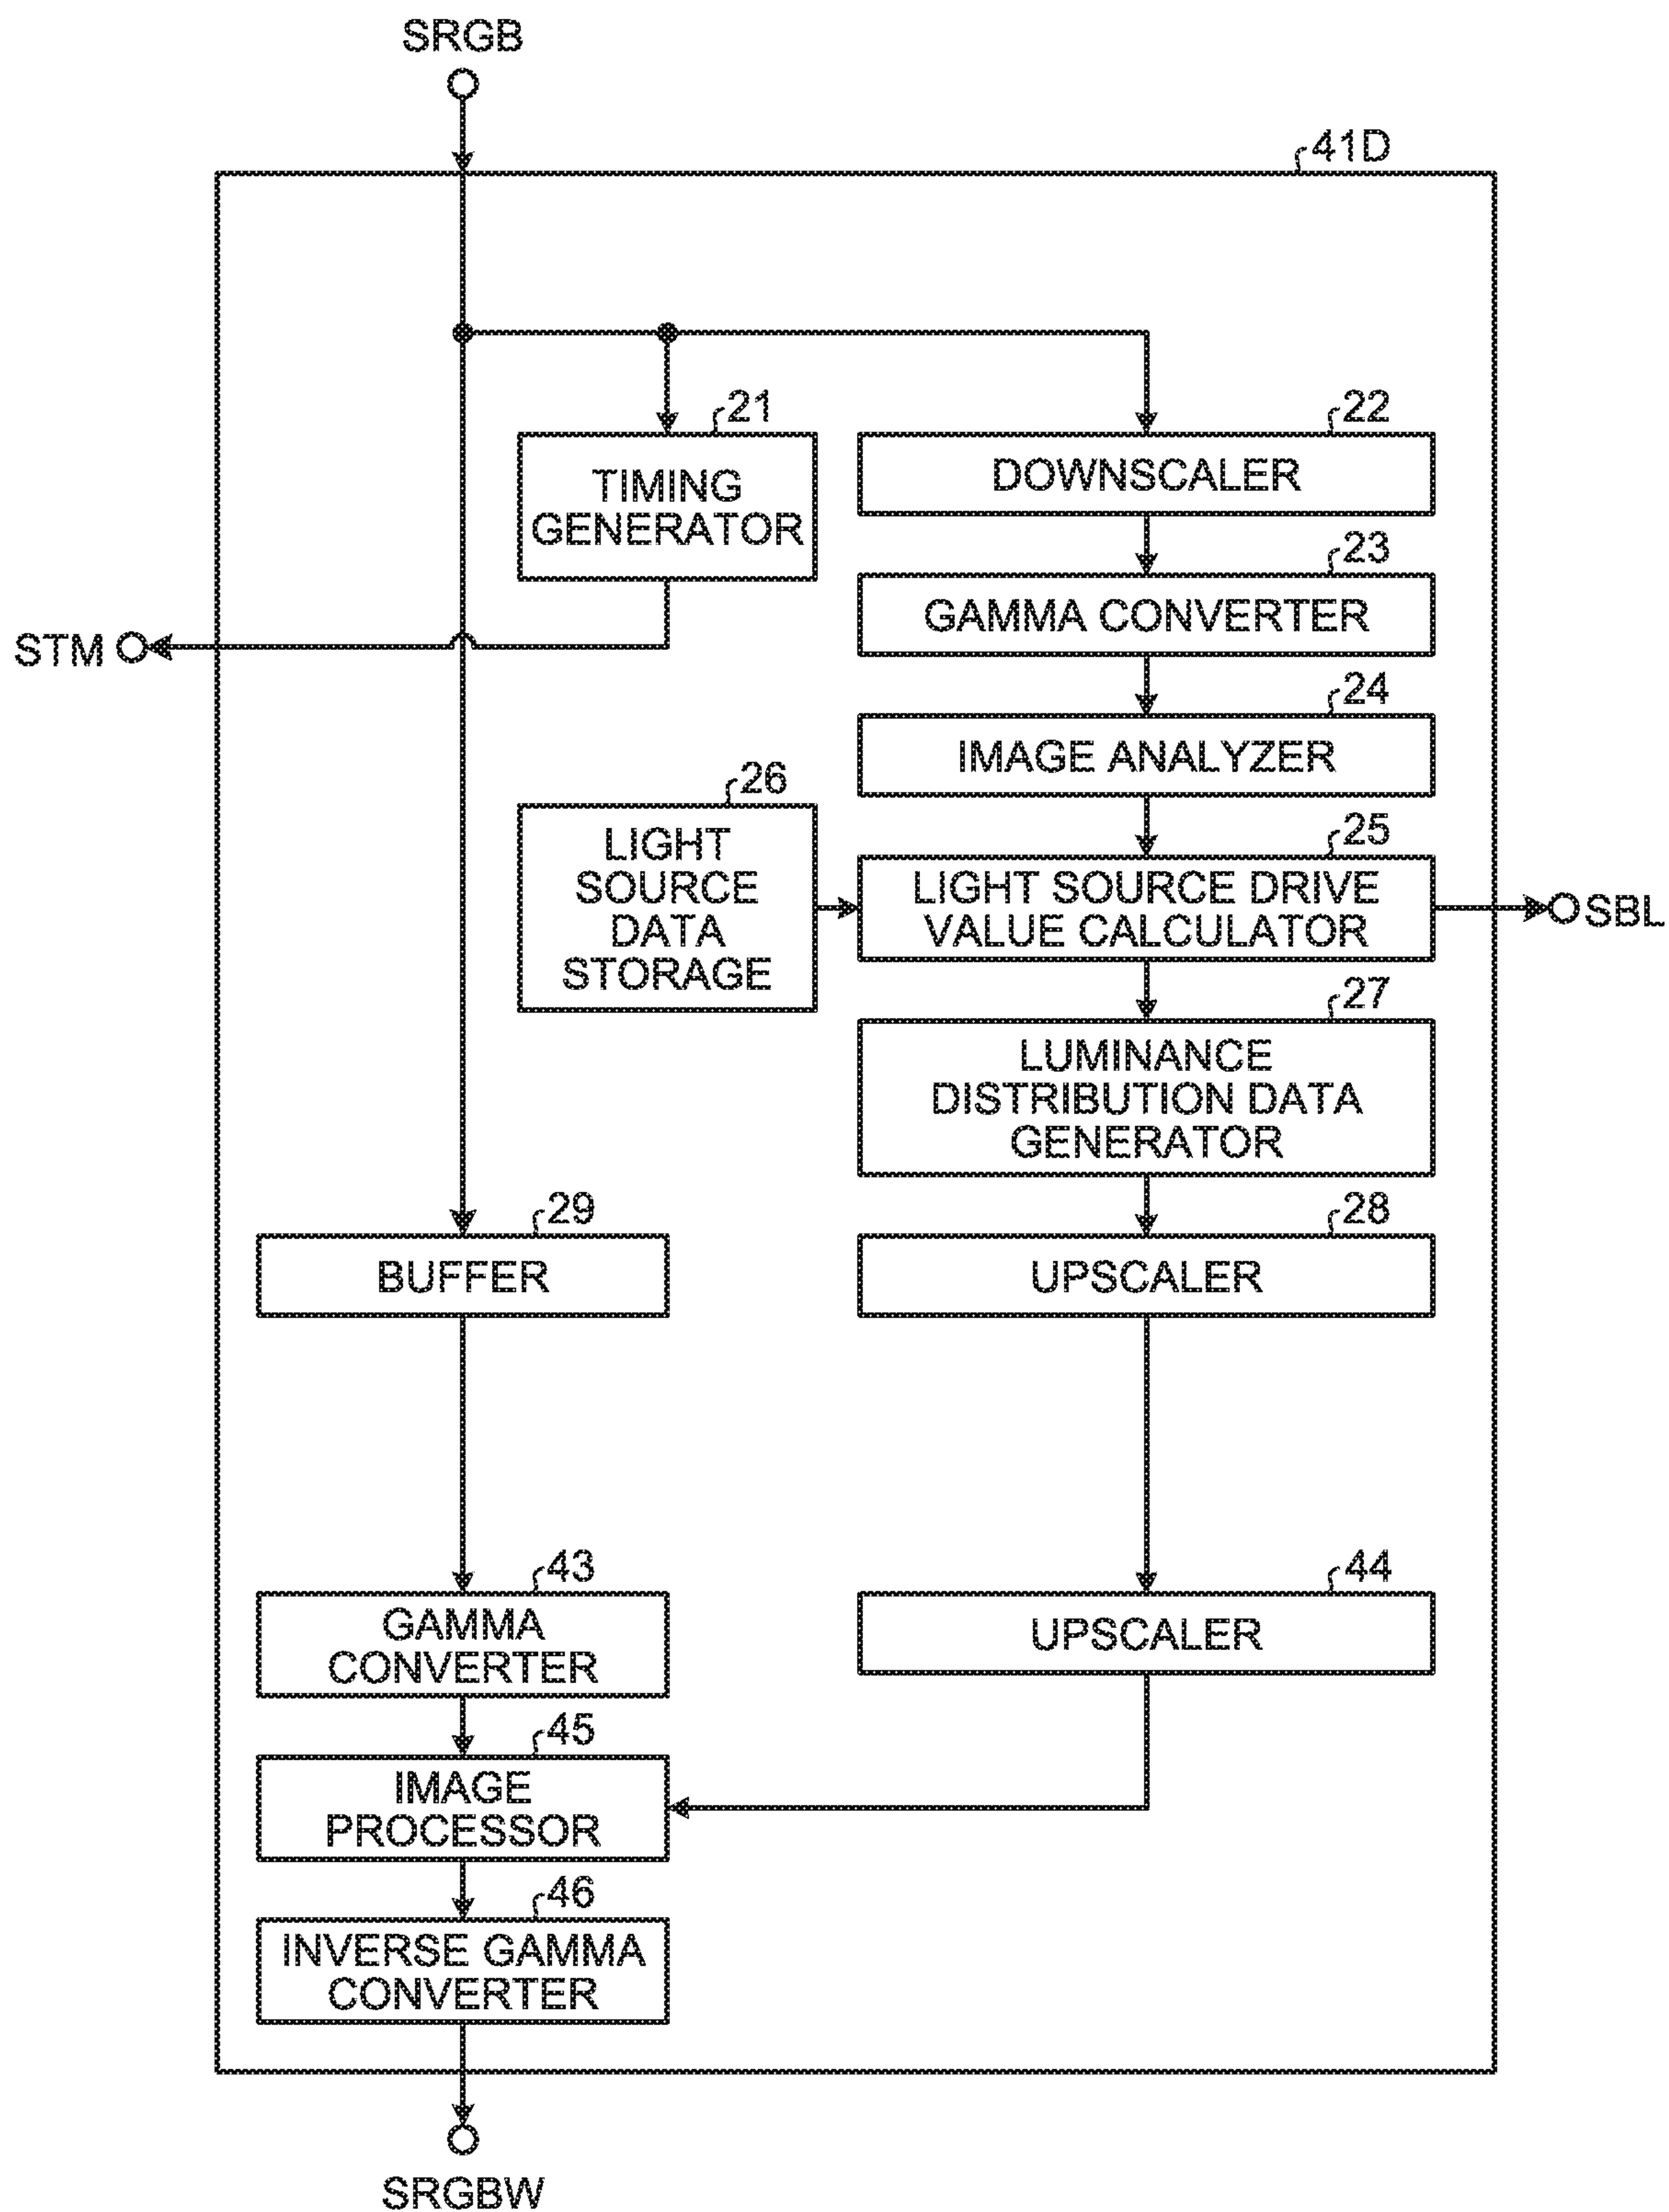 SRGB
41D
21
TIMING
GENERATOR
22
DOWNSCALER
23
GAMMA CONVERTER
STM
24
IMAGE ANALYZER
26
LIGHT
SOURCE
DATA
STORAGE
25
LIGHT SOURCE DRIVE
VALUE CALCULATOR
SBL
27
LUMINANCE
DISTRIBUTION DATA
GENERATOR
29
BUFFER
28
UPSCALER
43
GAMMA
CONVERTER
44
UPSCALER
45
IMAGE
PROCESSOR
46
INVERSE GAMMA
CONVERTER
SRGBW